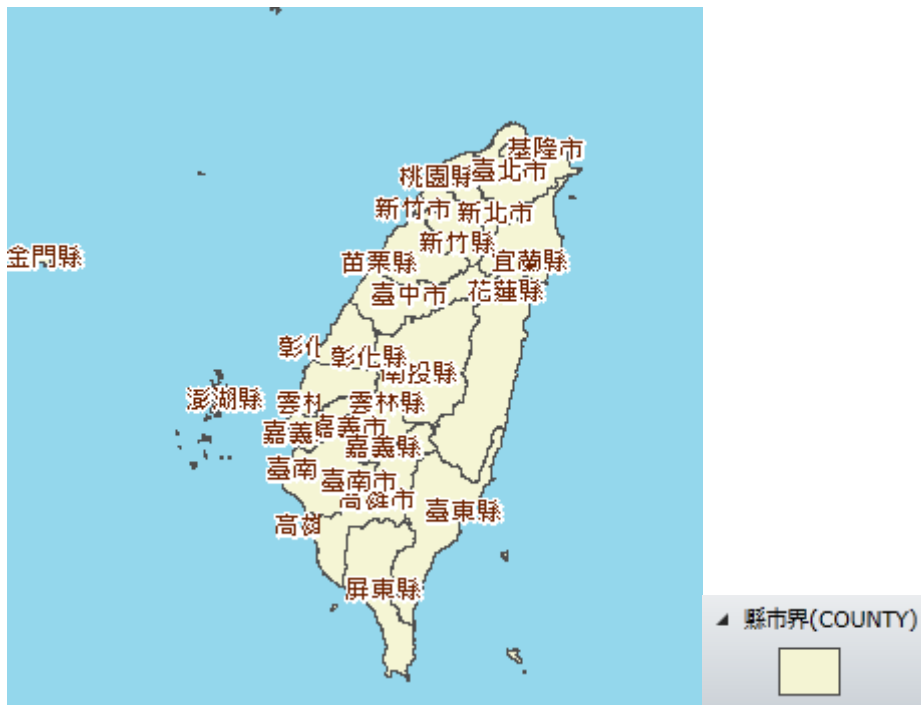 基隆市
臺北市
桃園縣
新竹市
新北市
新竹縣
金門縣
苗栗縣
宜蘭縣
臺中市
花蓮縣
彰化
彰化縣
南投縣
澎湖縣
雲林
雲林縣
嘉義
嘉義市
嘉義縣
臺南
臺南市
高雄市
臺東縣
高雄
屏東縣
縣市界(COUNTY)